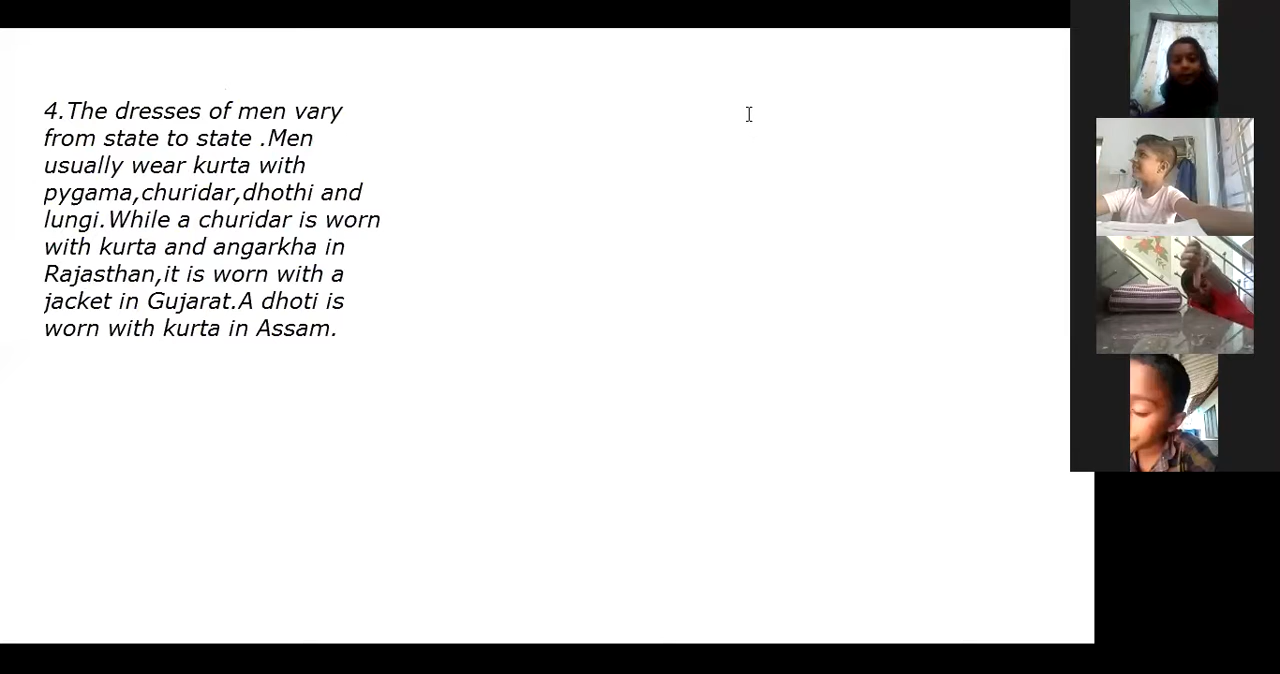 4.The dresses of men vary
from state to state .Men
usually wear kurta with
pygama,churidar,dhothi and
lungi.While a churidar is worn
with kurta and angarkha in
Rajasthan,it is worn with a
jacket in Gujarat.A dhoti is
worn with kurta in Assam.